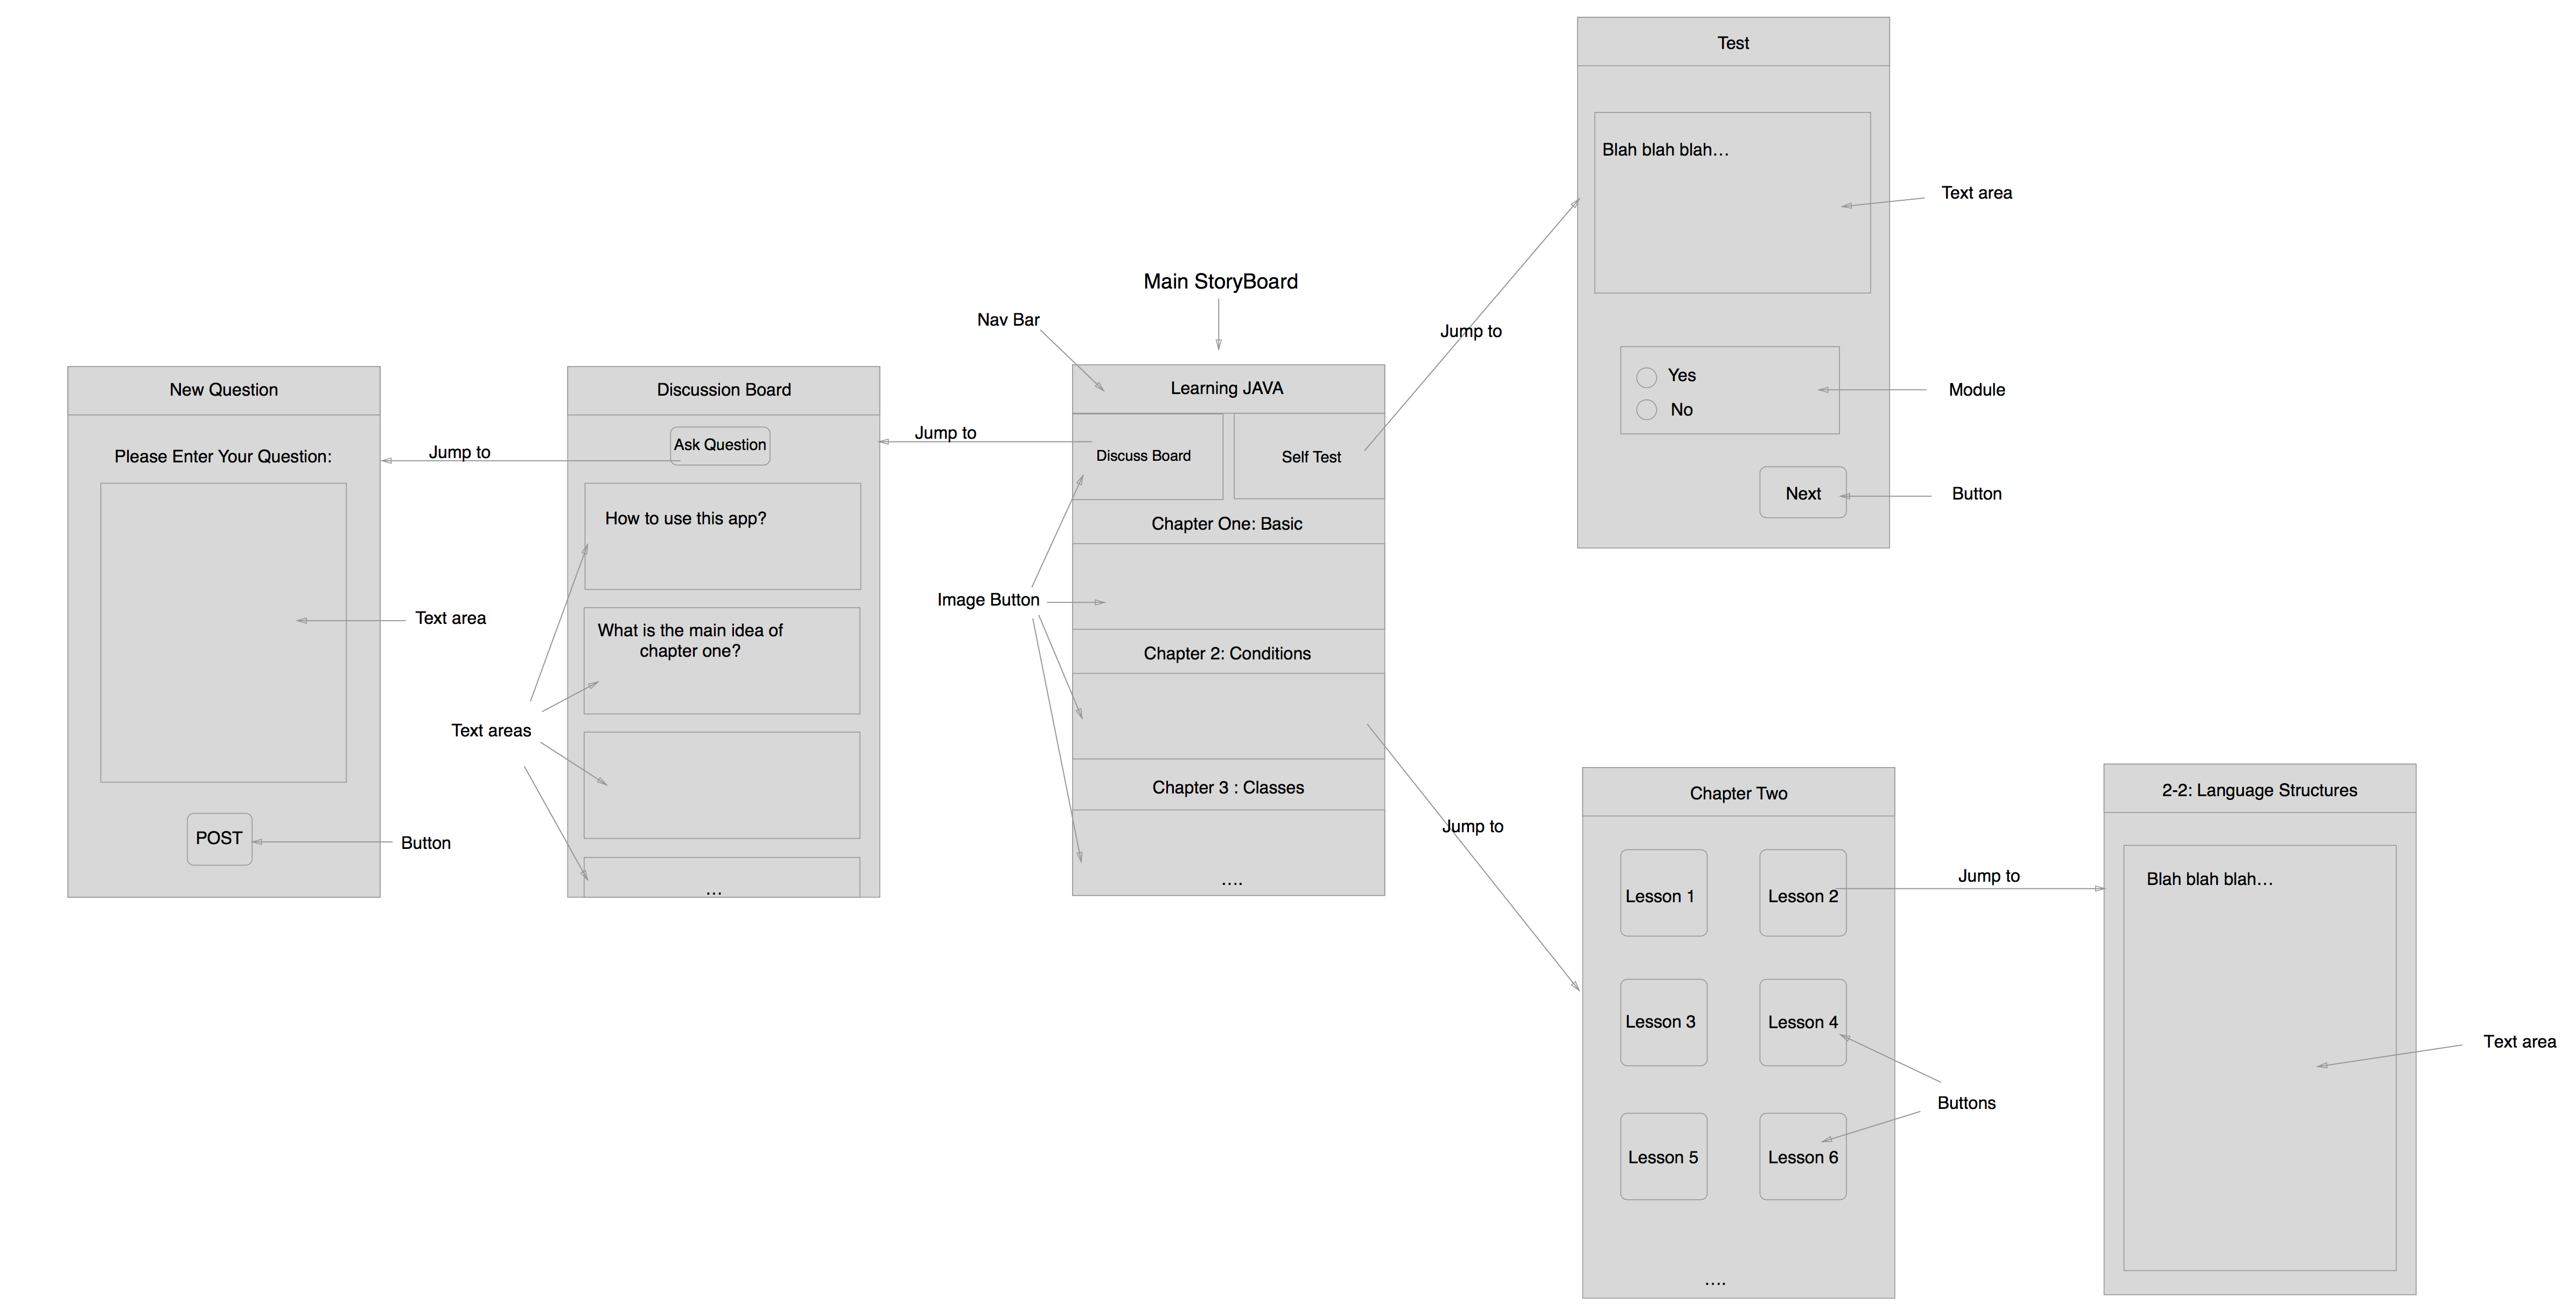 New Question
Please Enter Your Question:
Text area
POST
Button
Jump to
Discussion Board
Ask Question
How to use this app?
What is the main idea of
chapter one?
...
Text areas
Jump to
Main StoryBoard
Nav Bar
Learning JAVA
Discuss Board
Self Test
Chapter One: Basic
Image Button
Chapter 2: Conditions
Chapter 3 : Classes
....
Jump to
Test
Blah blah blah...
Text area
Yes
No
Module
Next
Button
Jump to
Chapter Two
Lesson 1
Lesson 2
Lesson 3
Lesson 4
Lesson 5
Lesson 6
....
Buttons
Jump to
2-2: Language Structures
Blah blah blah...
Text area